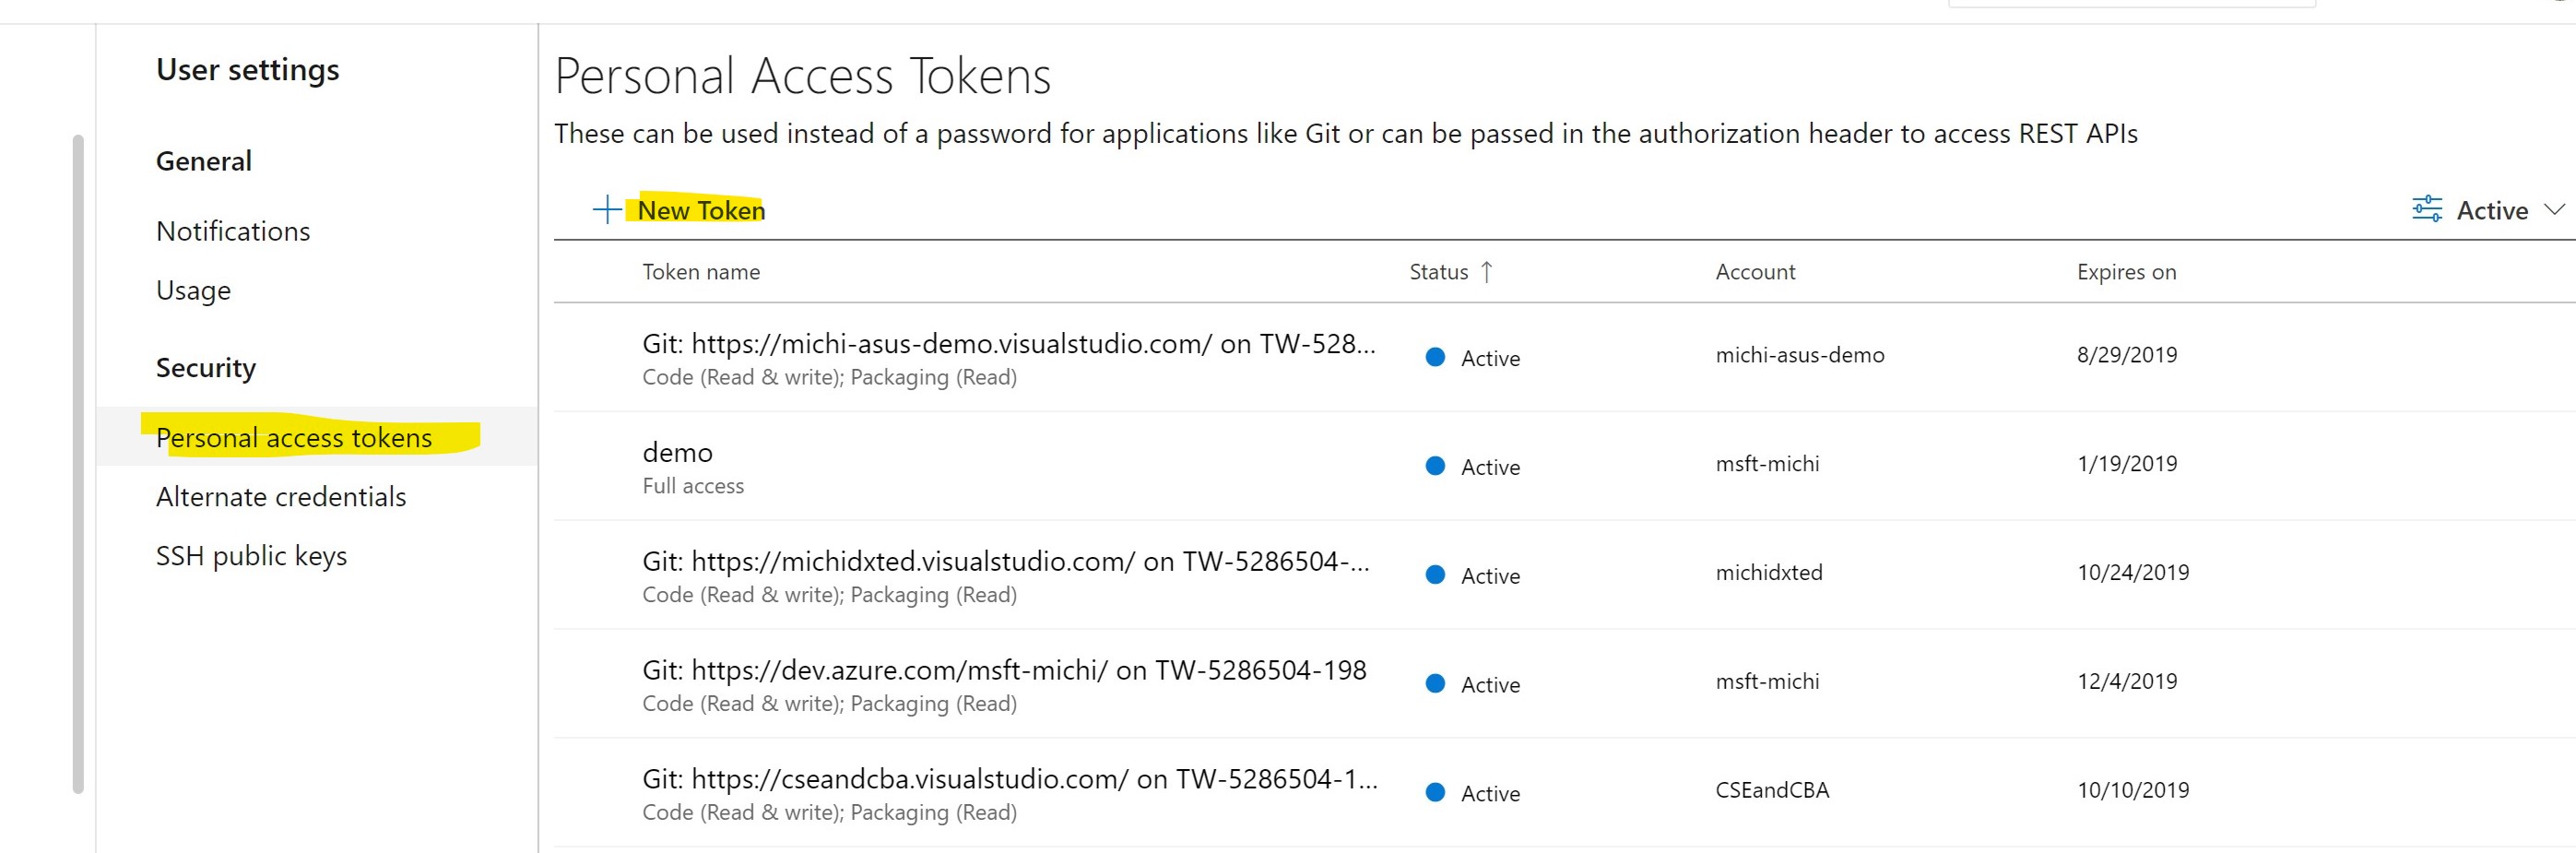 User settings
General
Notifications
Usage
Security
Personal access tokens
Alternate credentials
SSH public keys
Personal Access Tokens
These can be used instead of a password for applications like Git or can be passed in the authorization header to access REST APIs
New Token
Active
Token name Status ↑ Account Expires on
Git: https://michi-asus-demo.visualstudio.com/ on TW-528... Active michi-asus-demo 8/29/2019
Code (Read & write); Packaging (Read)
demo Active msft-michi 1/19/2019
Full access
Git: https://michidxted.visualstudio.com/ on TW-5286504-... Active michidxted 10/24/2019
Code (Read & write); Packaging (Read)
Git: https://dev.azure.com/msft-michi/ on TW-5286504-198 Active msft-michi 12/4/2019
Code (Read & write); Packaging (Read)
Git: https://cseandcba.visualstudio.com/ on TW-5286504-1... Active CSEandCBA 10/10/2019
Code (Read & write); Packaging (Read)